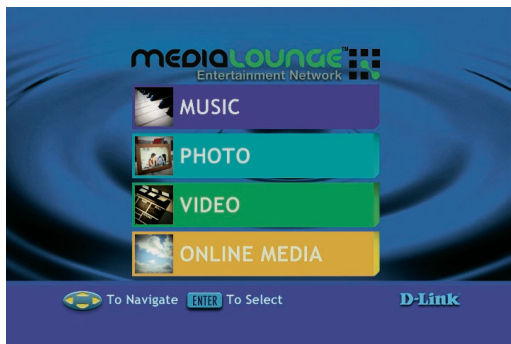 MEDIALOUNGE™
Entertainment Network
MUSIC
PHOTO
VIDEO
ONLINE MEDIA
To Navigate ENTER To Select D-Link